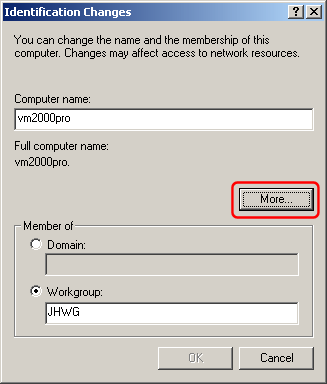 Identification Changes
You can change the name and the membership of this
computer. Changes may affect access to network resources.
Computer name:
vm2000pro
Full computer name:
vm2000pro.
More...
Member of
Domain:
Workgroup:
JHWG
OK
Cancel